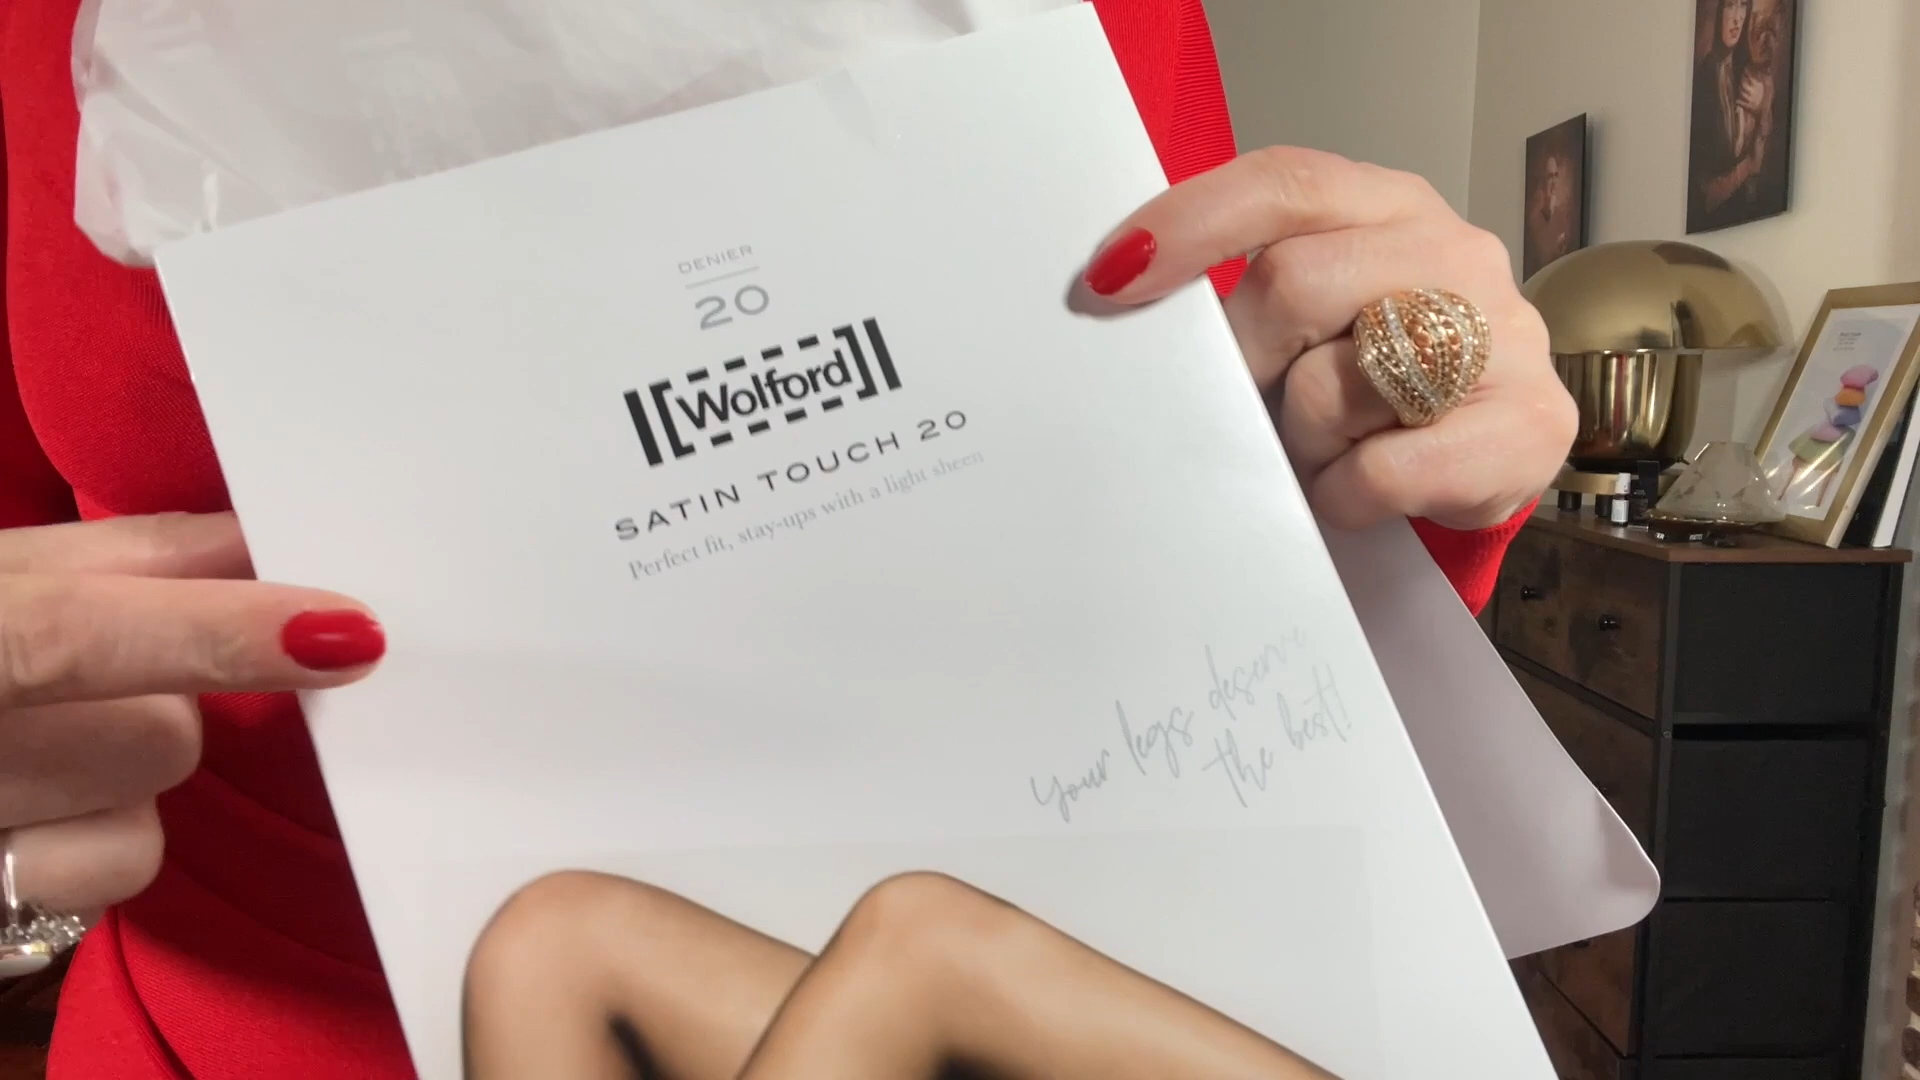 DENIER
20
Wolford
SATIN TOUCH 20
Perfect fit, stay-ups with a light sheen
your legs deserve
the best!